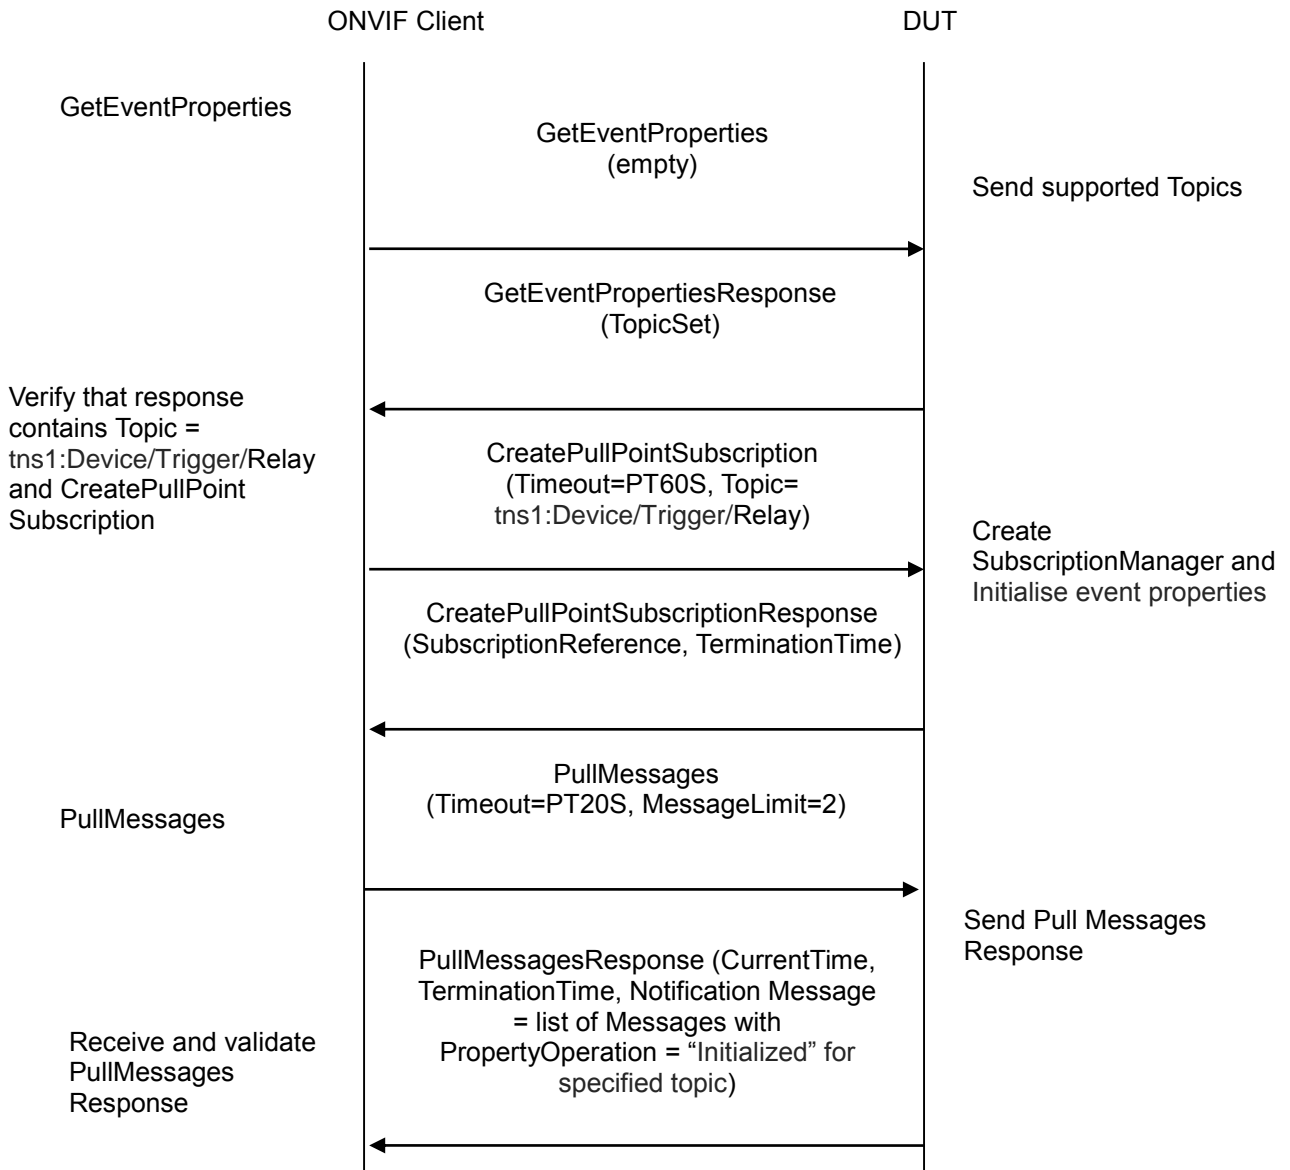 ONVIF Client
DUT
GetEventProperties
GetEventProperties
(empty)
Send supported Topics
GetEventPropertiesResponse
(TopicSet)
Verify that response
contains Topic =
tns1:Device/Trigger/Relay
and CreatePullPoint
Subscription
CreatePullPointSubscription
(Timeout=PT60S, Topic=
tns1:Device/Trigger/Relay)
Create
SubscriptionManager and
Initialise event properties
CreatePullPointSubscriptionResponse
(SubscriptionReference, TerminationTime)
PullMessages
PullMessages
(Timeout=PT20S, MessageLimit=2)
Send Pull Messages
Response
PullMessagesResponse (CurrentTime,
TerminationTime, Notification Message
= list of Messages with
PropertyOperation = “Initialized” for
specified topic)
Receive and validate
PullMessages
Response